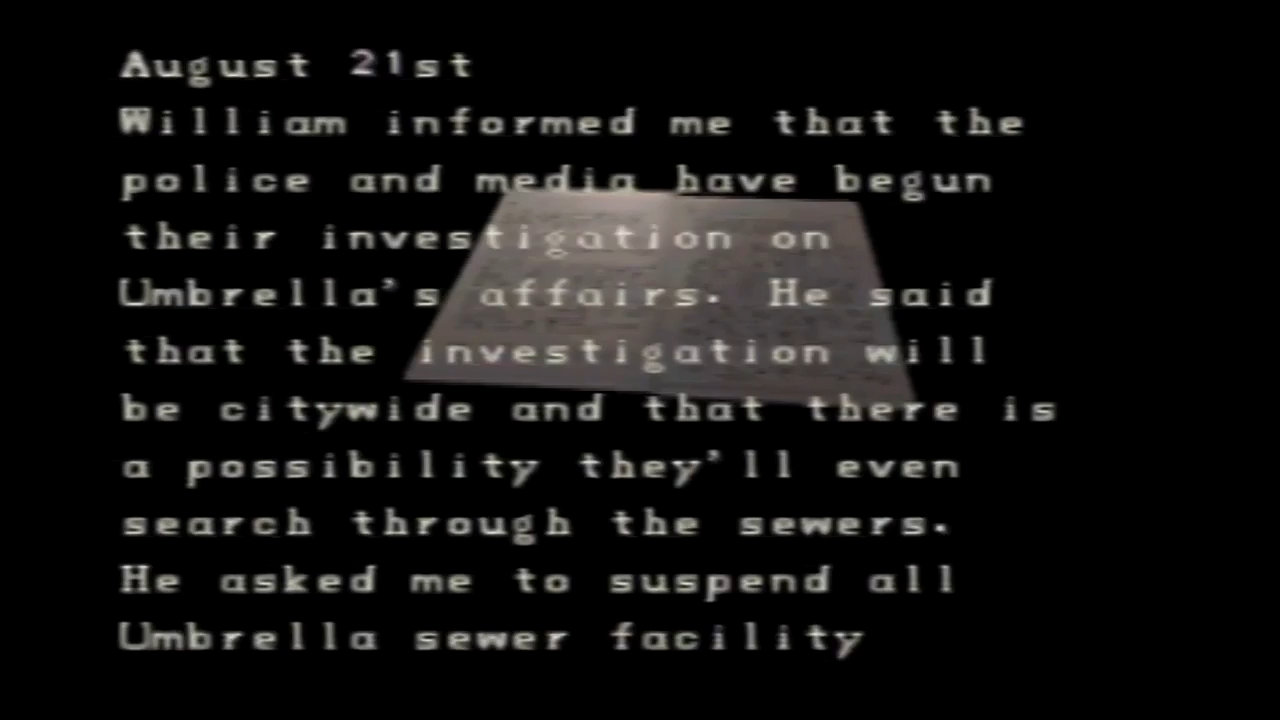 August 21st
William informed me that the
police and media have begun
their investigation on
Umbrella's affairs. He said
that the investigation will
be citywide and that there is
a possibility they'll even
search through the sewers.
He asked me to suspend all
Umbrella sewer facility